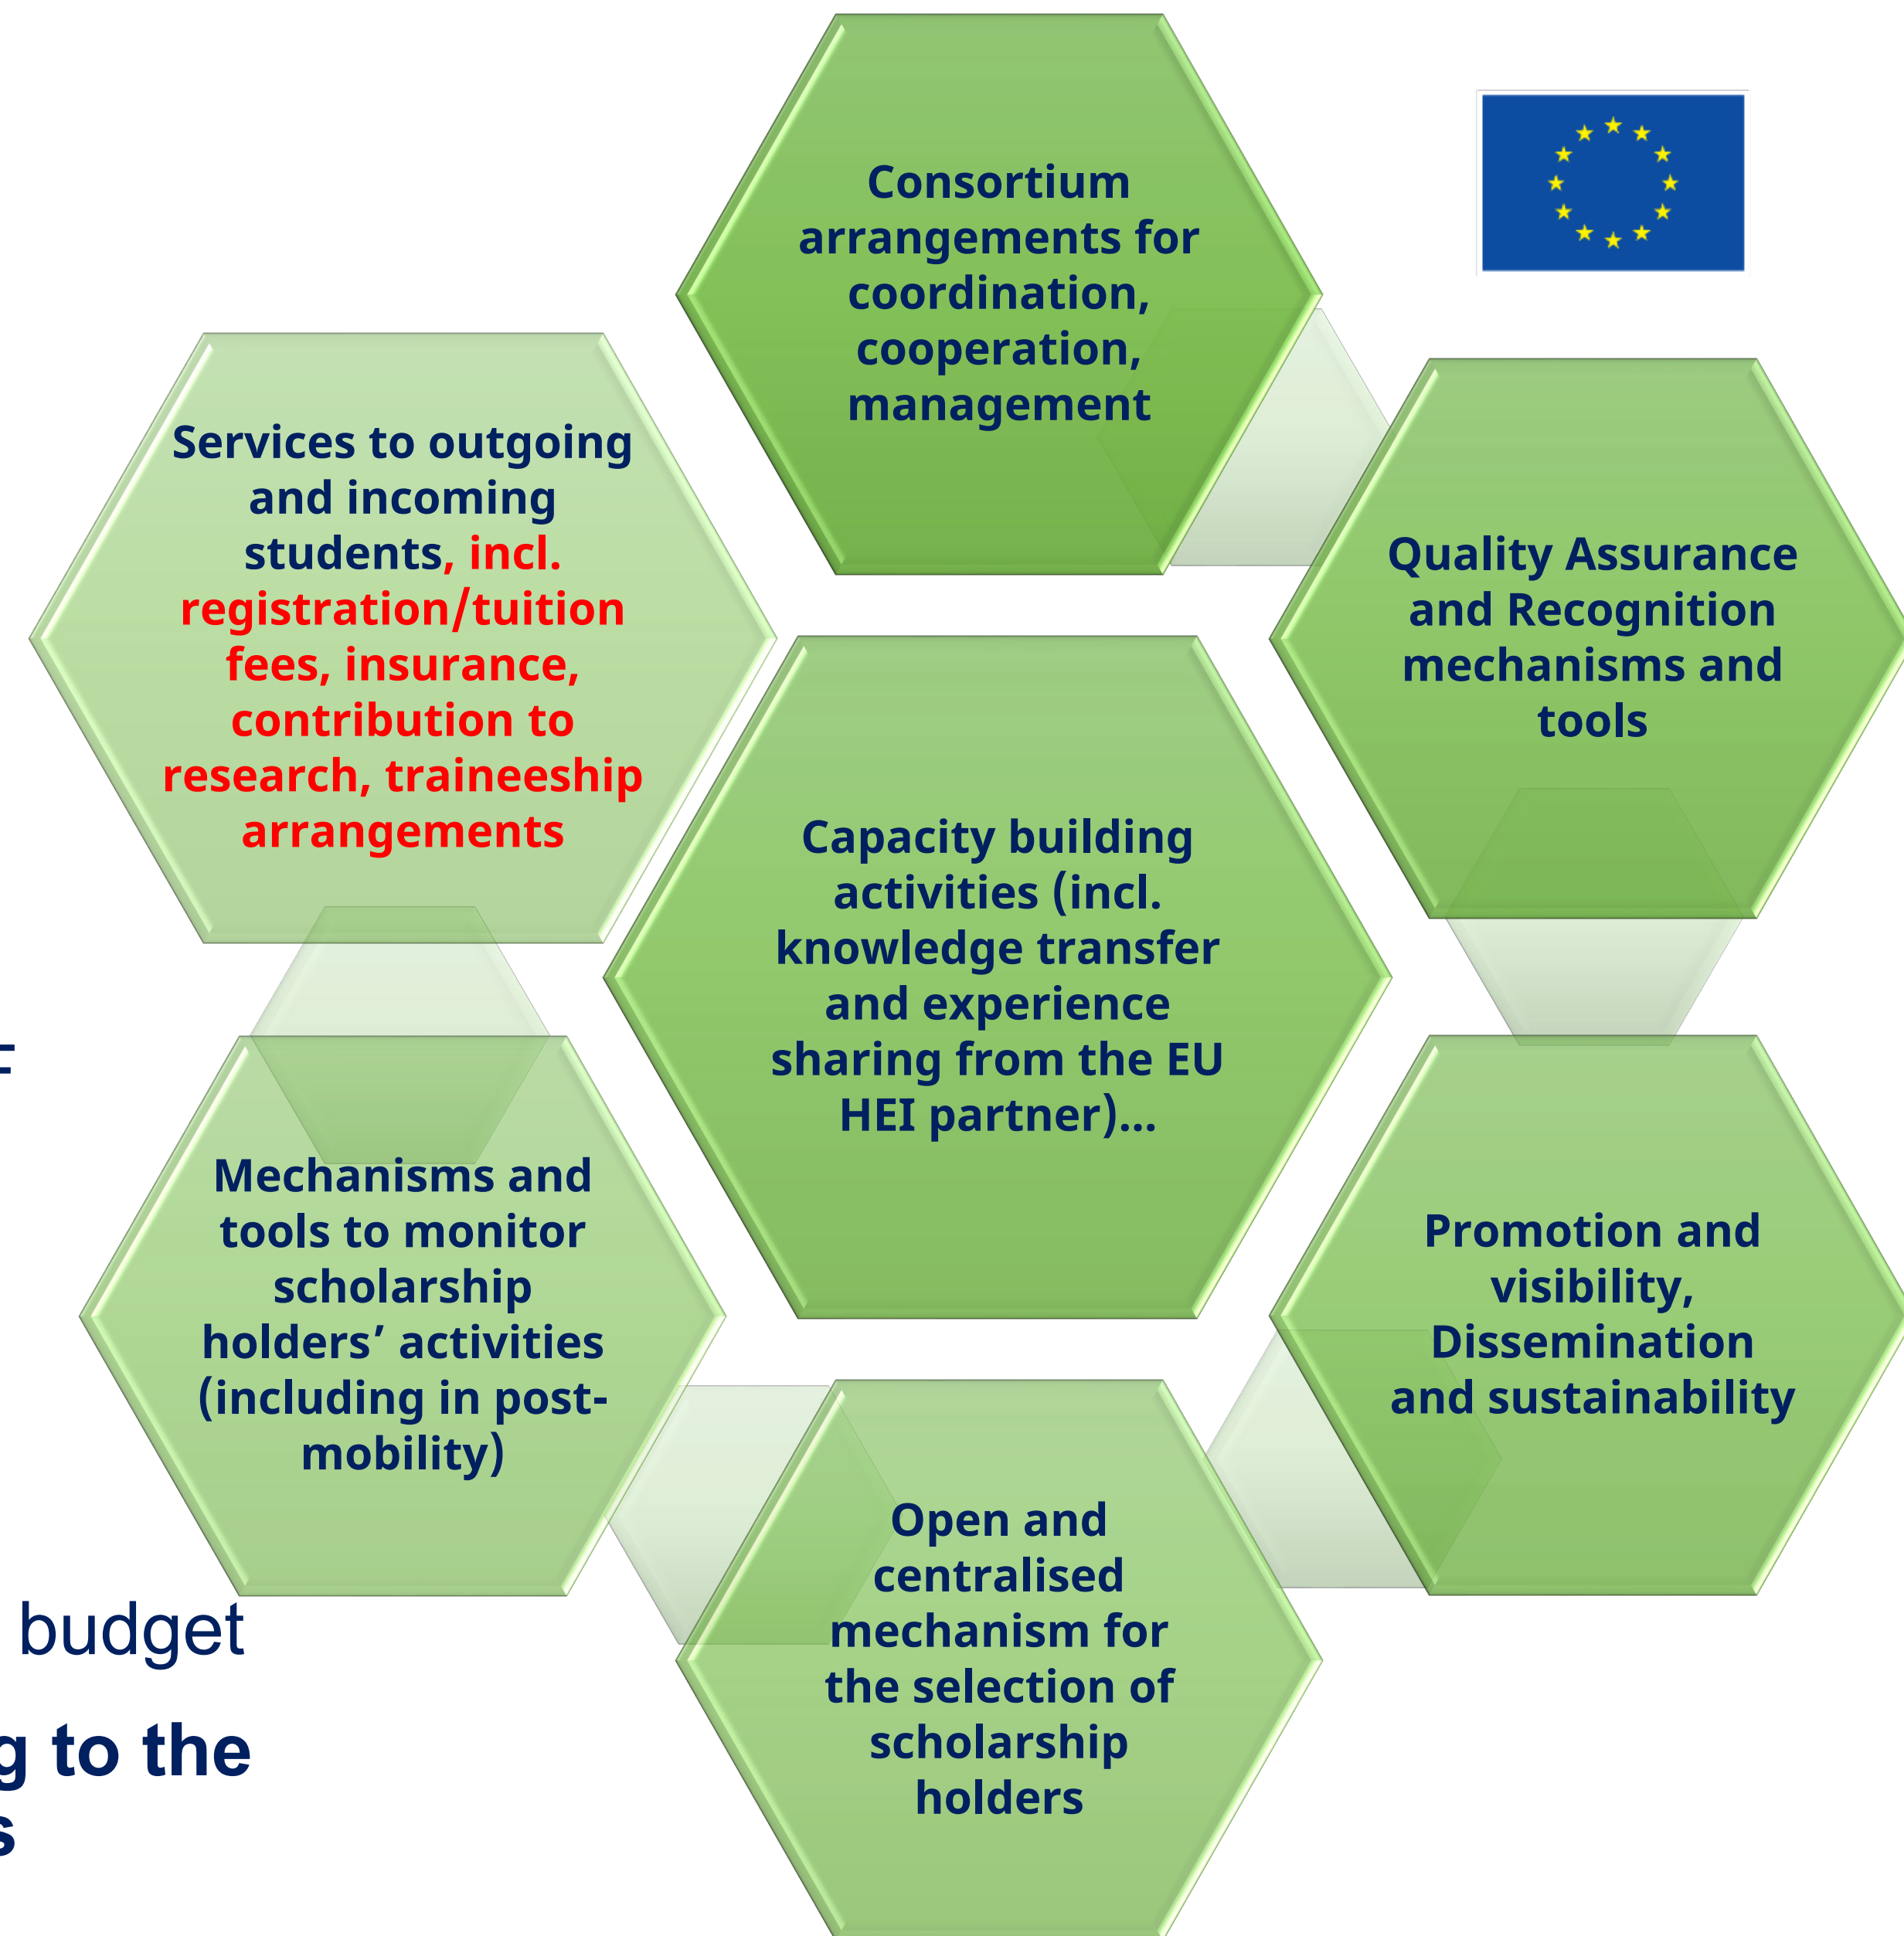 Consortium
arrangements for
coordination,
cooperation,
management
Quality Assurance
and Recognition
mechanisms and
tools
Promotion and
visibility,
Dissemination
and sustainability
Open and
centralised
mechanism for
the selection of
scholarship
holders
Mechanisms and
tools to monitor
scholarship
holders’ activities
(including in post-
mobility)
Services to outgoing
and incoming
students, incl.
registration/tuition
fees, insurance,
contribution to
research, traineeship
arrangements
Capacity building
activities (incl.
knowledge transfer
and experience
sharing from the EU
HEI partner)...
budget
to the